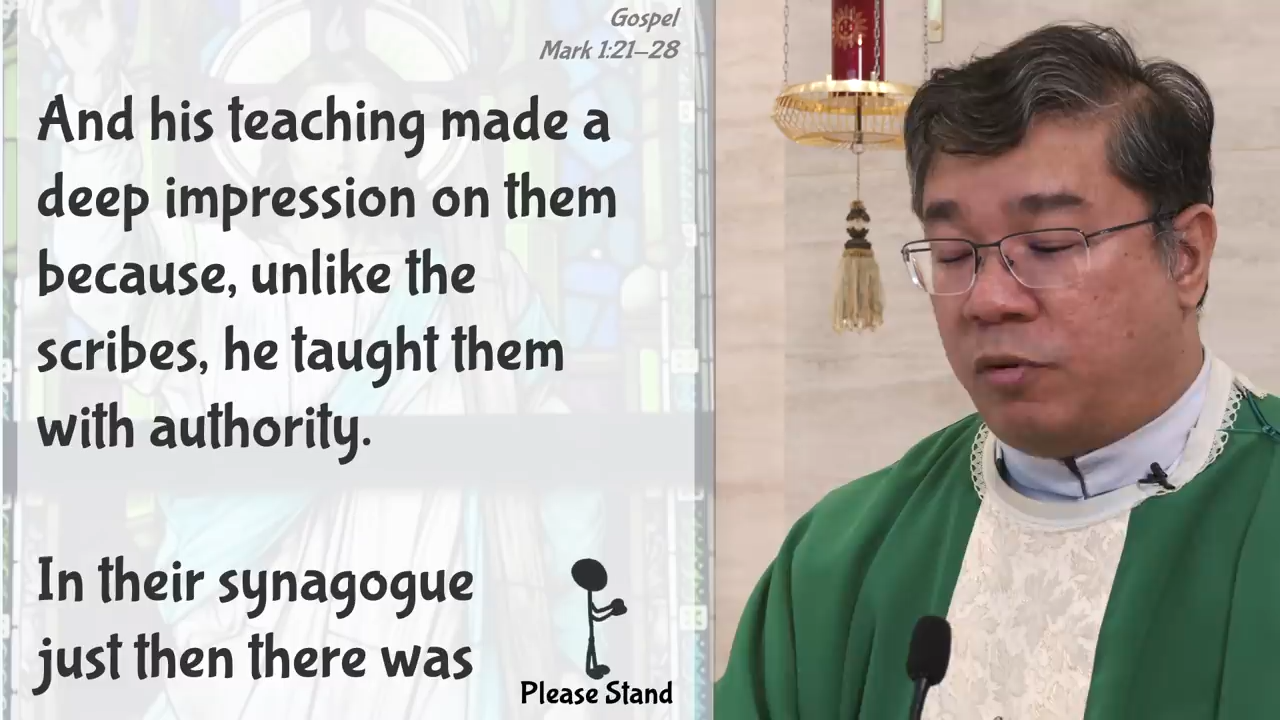 Gospel
Mark 1:21–28
And his teaching made a
deep impression on them
because, unlike the
scribes, he taught them
with authority.
In their synagogue
just then there was
Please Stand